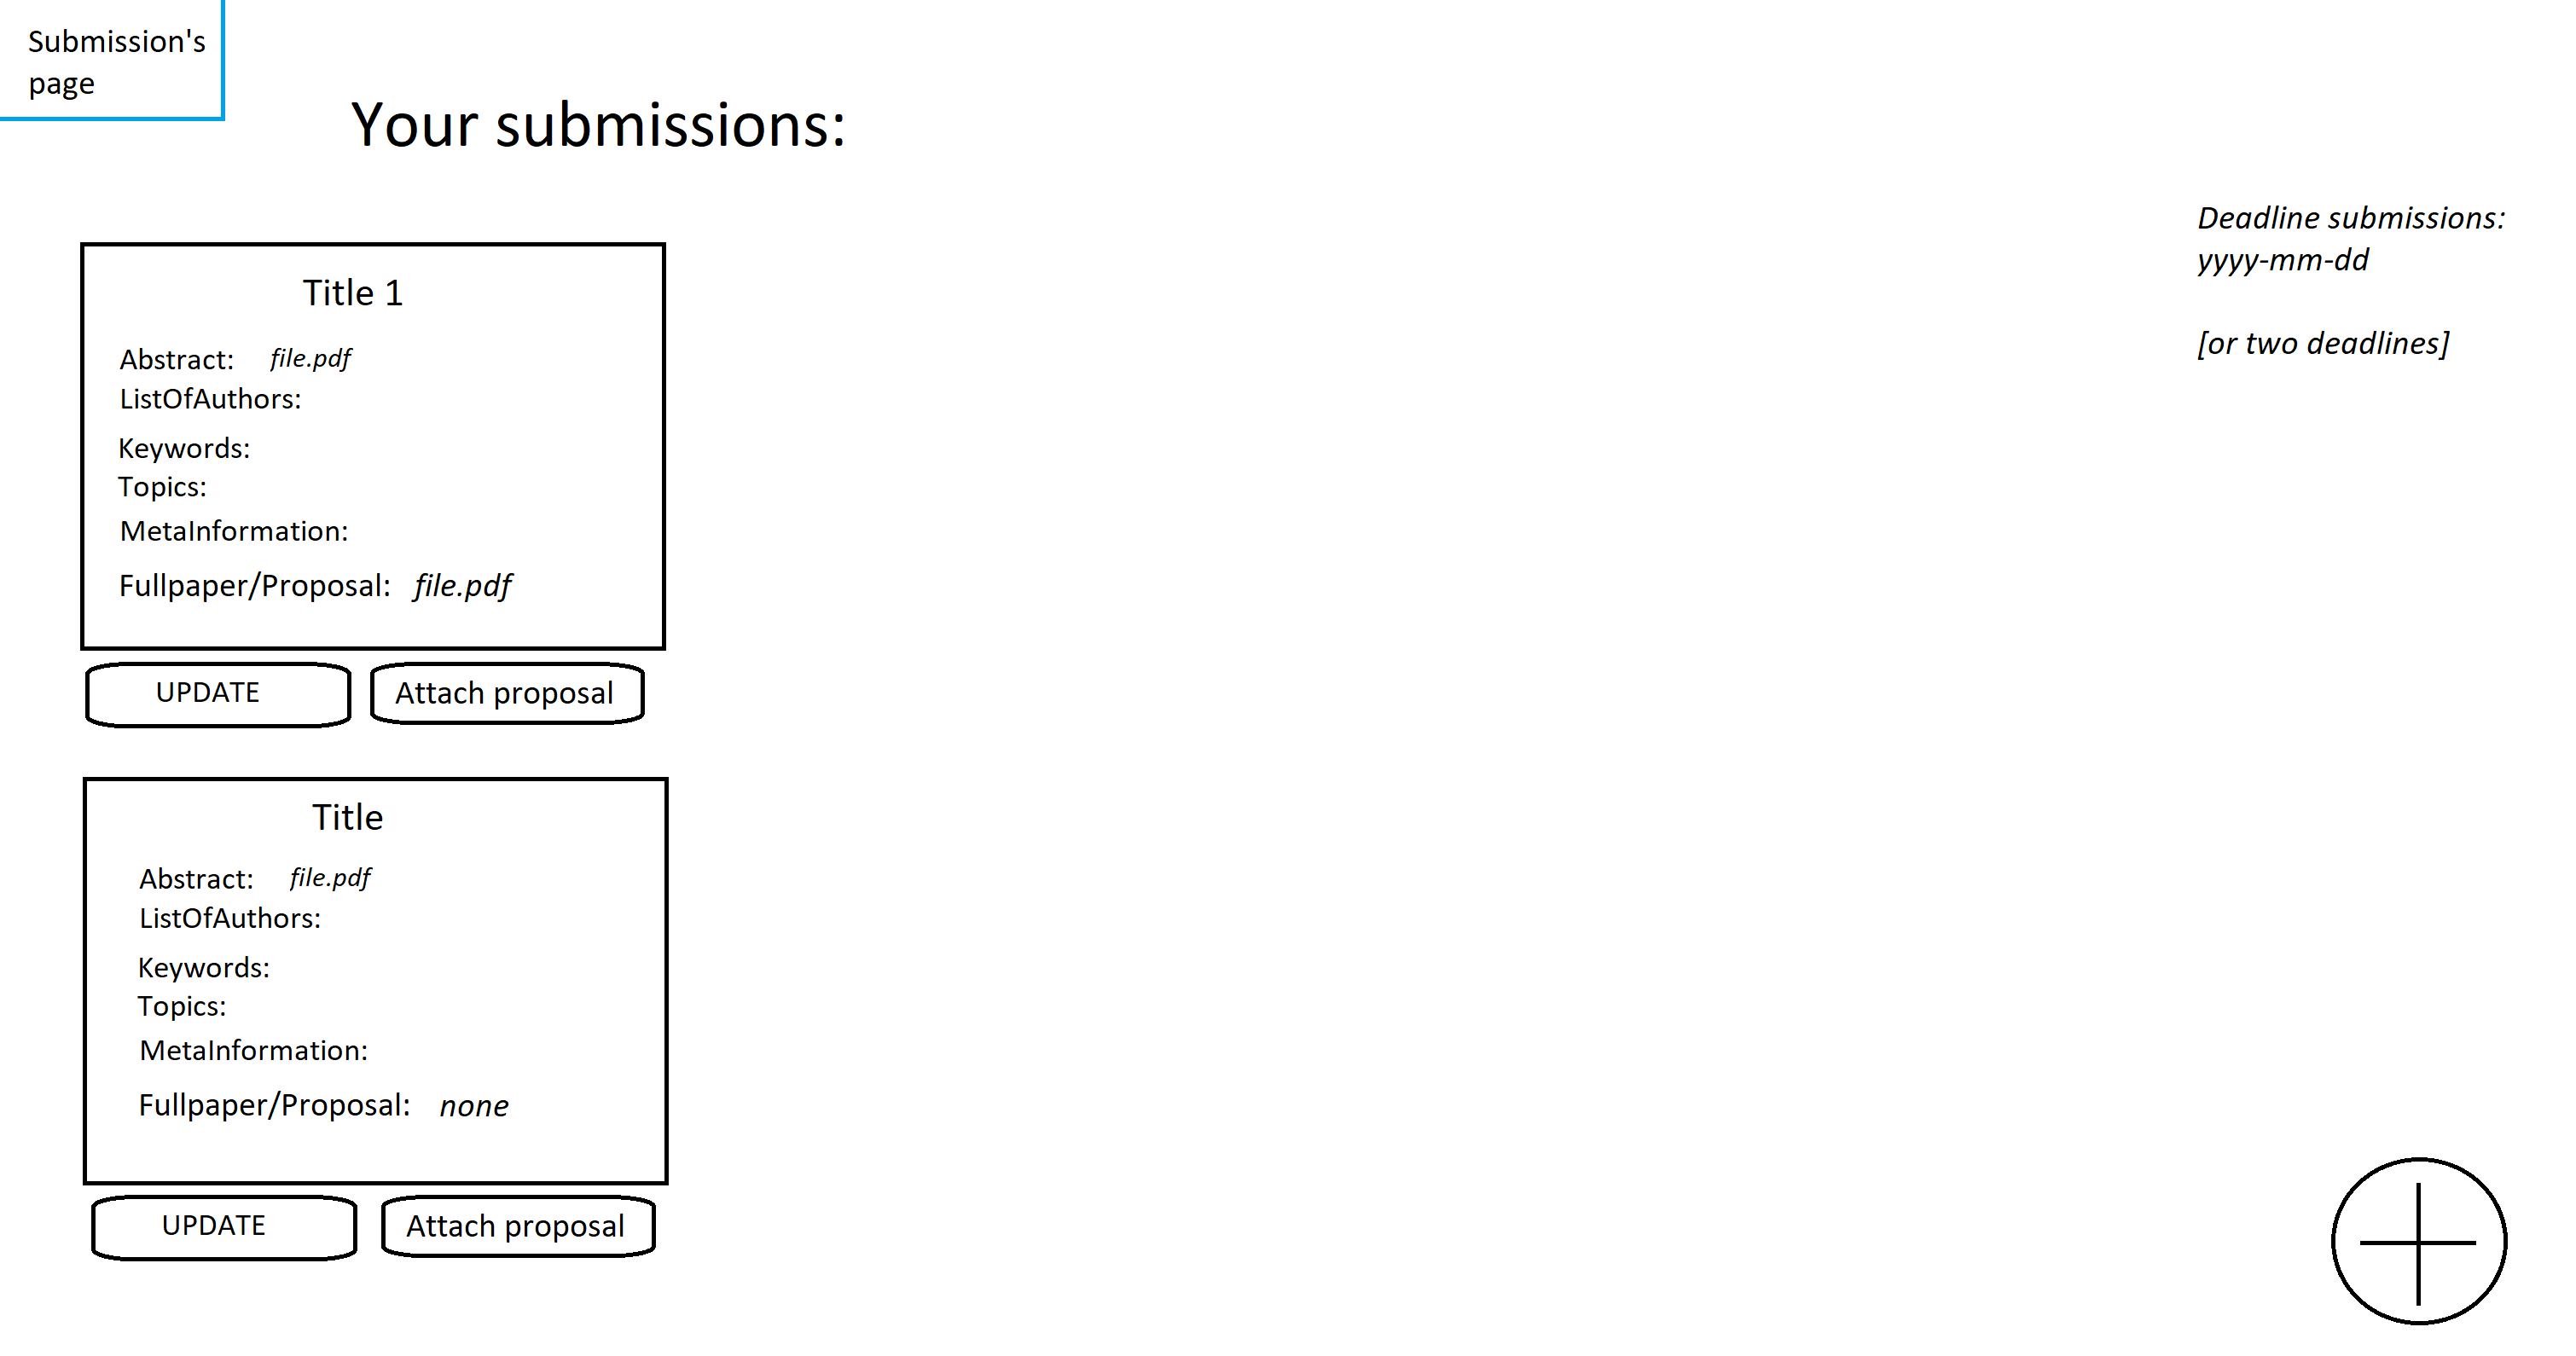 Submission's
page
Your submissions:
Deadline submissions:
yyyy-mm-dd
[or two deadlines]
Title 1
Abstract: file.pdf
ListOfAuthors:
Keywords:
Topics:
MetaInformation:
Fullpaper/Proposal: file.pdf
UPDATE Attach proposal
Title
Abstract: file.pdf
ListOfAuthors:
Keywords:
Topics:
MetaInformation:
Fullpaper/Proposal: none
UPDATE Attach proposal